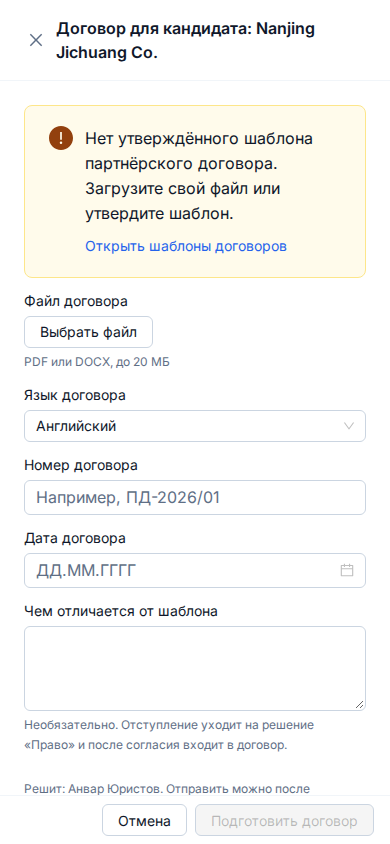 Договор для кандидата: Nanjing
Jichuang Co.
Нет утверждённого шаблона
партнёрского договора.
Загрузите свой файл или
утвердите шаблон.
Открыть шаблоны договоров
Файл договора
Выбрать файл
PDF или DOCX, до 20 МБ
Язык договора
Английский
Номер договора
Например, ПД-2026/01
Дата договора
ДД.ММ.ГГГГ
Чем отличается от шаблона
Необязательно. Отступление уходит на решение
«Право» и после согласия входит в договор.
Решит: Анвар Юристов. Отправить можно после
Отмена
Подготовить договор